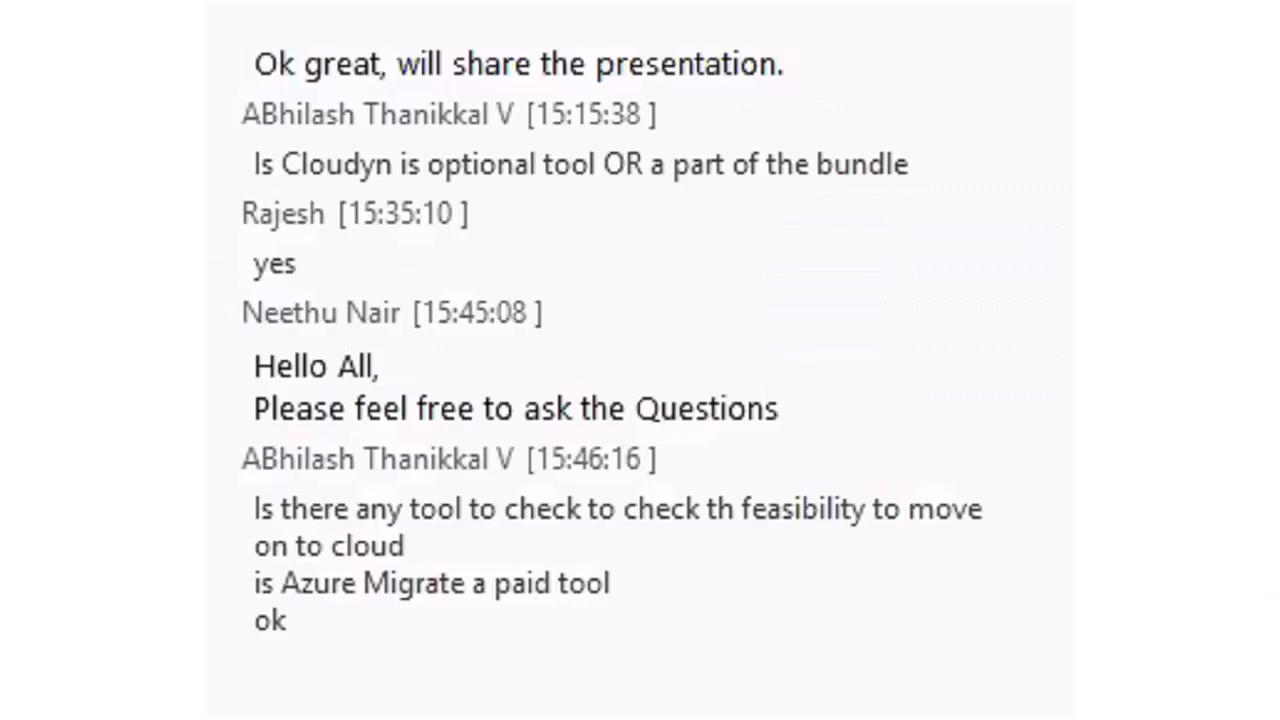 Ok great, will share the presentation.
ABhilash Thanikkal V [15:15:38 ]
Is Cloudyn is optional tool OR a part of the bundle
Rajesh [15:35:10 ]
yes
Neethu Nair [15:45:08 ]
Hello All,
Please feel free to ask the Questions
ABhilash Thanikkal V [15:46:16 ]
Is there any tool to check to check th feasibility to move
on to cloud
is Azure Migrate a paid tool
ok